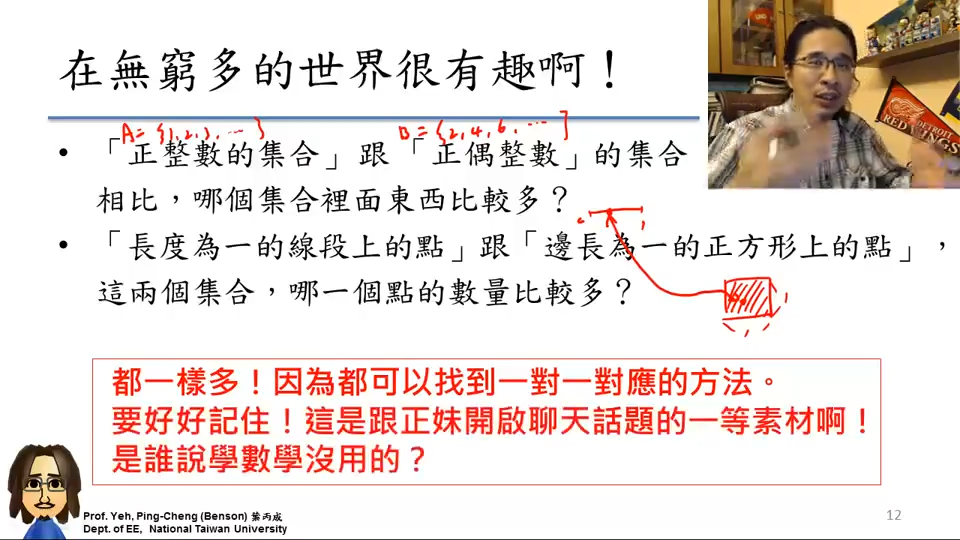 在無窮多的世界很有趣啊！
A = {1, 2, 3, … }
B = {2, 4, 6, … ]
• 「正整數的集合」跟「正偶整數」的集合
相比，哪個集合裡面東西比較多？
0 1
• 「長度為一的線段上的點」跟「邊長為一的正方形上的點」，
這兩個集合，哪一個點的數量比較多？
1
1
都一樣多！因為都可以找到一對一對應的方法。
要好好記住！這是跟正妹開啟聊天話題的一等素材啊！
是誰說學數學沒用的？
Prof. Yeh, Ping-Cheng (Benson) 葉丙成
Dept. of EE, National Taiwan University
12
DETROIT
RED WINGS